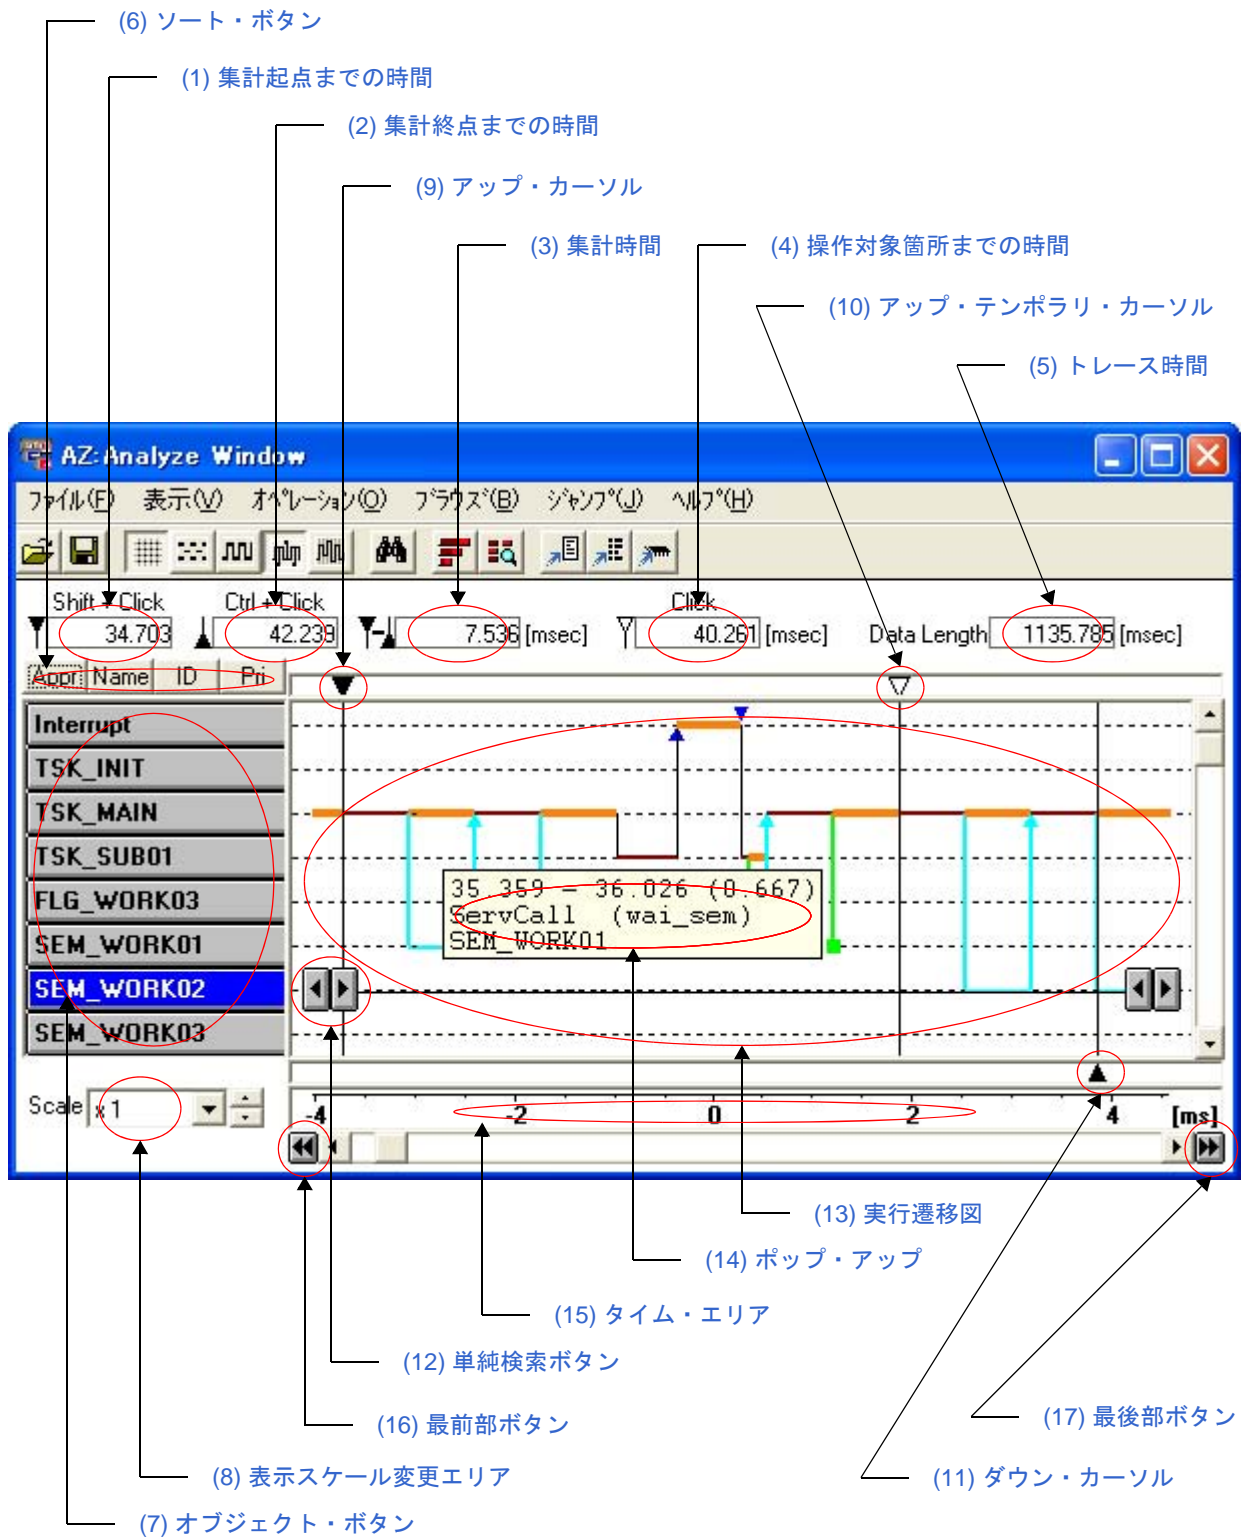 (6) ソート・ボタン
(1) 集計起点までの時間
(2) 集計終点までの時間
(9) アップ・カーソル
(3) 集計時間
(4) 操作対象箇所までの時間
(10) アップ・テンポラリ・カーソル
(5) トレース時間
AZ:Analyze Window
ファイル(F) 表示(V) オペレーション(O) ブラウズ(B) ジャンプ(J) ヘルプ(H)
Shift + Click Ctrl + Click Click
34.703 42.239 7.536 [msec] 40.261 [msec] Data Length 1135.785 [msec]
Appr Name ID Pri
Interrupt
TSK_INIT
TSK_MAIN
TSK_SUB01
FLG_WORK03
SEM_WORK01
SEM_WORK02
SEM_WORK03
35.359 - 36.026 (0.667)
ServCall (wai_sem)
SEM_WORK01
Scale x 1
-4 -2 0 2 4 [ms]
(13) 実行遷移図
(14) ポップ・アップ
(15) タイム・エリア
(12) 単純検索ボタン
(16) 最前部ボタン
(17) 最後部ボタン
(8) 表示スケール変更エリア
(11) ダウン・カーソル
(7) オブジェクト・ボタン